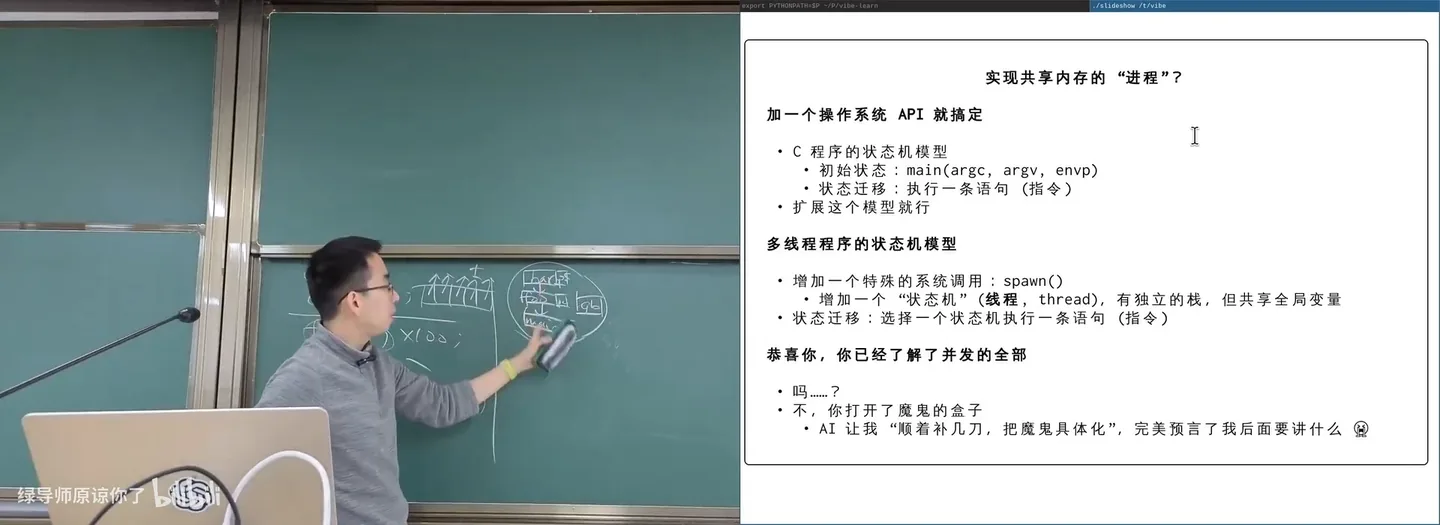 export PYTHONPATH=$P ~/P/vibe-learn
./slideshow /t/vibe
实现共享内存的 “进程”？
加一个操作系统 API 就搞定
• C 程序的状态机模型
• 初始状态：main(argc, argv, envp)
• 状态迁移：执行一条语句 (指令)
• 扩展这个模型就行
多线程程序的状态机模型
• 增加一个特殊的系统调用：spawn()
• 增加一个 “状态机” (线程, thread)，有独立的栈，但共享全局变量
• 状态迁移：选择一个状态机执行一条语句 (指令)
恭喜你，你已经了解了并发的全部
• 吗……？
• 不，你打开了魔鬼的盒子
• AI 让我 “顺着补几刀，把魔鬼具体化”，完美预言了我后面要讲什么 😭
t
bar
x100;
绿导师原谅你了
bilibili